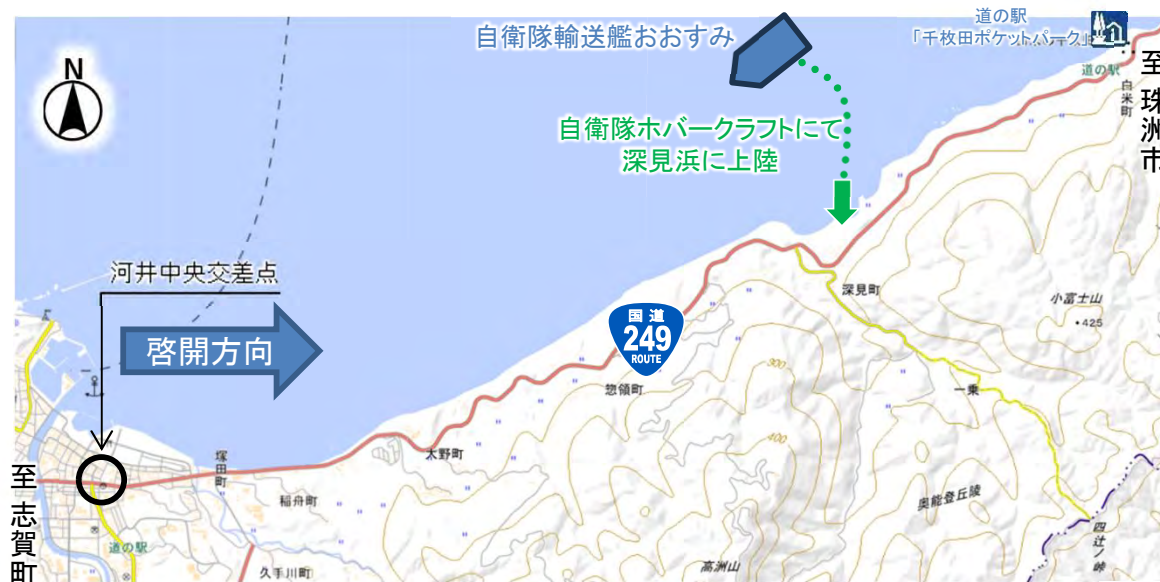 道の駅
「千枚田ポケットパーク」
自衛隊輸送艦おおすみ
N
道の駅
至 珠洲市
白米町
自衛隊ホバークラフトにて
深見浜に上陸
河井中央交差点
啓開方向
国道
249
ROUTE
深見町
小富士山
•425
300
惣領町
一乗
400
太野町
塚田町
至 志賀町
稲舟町
奥能登丘陵
四辻ノ峠
道の駅
久手川町
高洲山